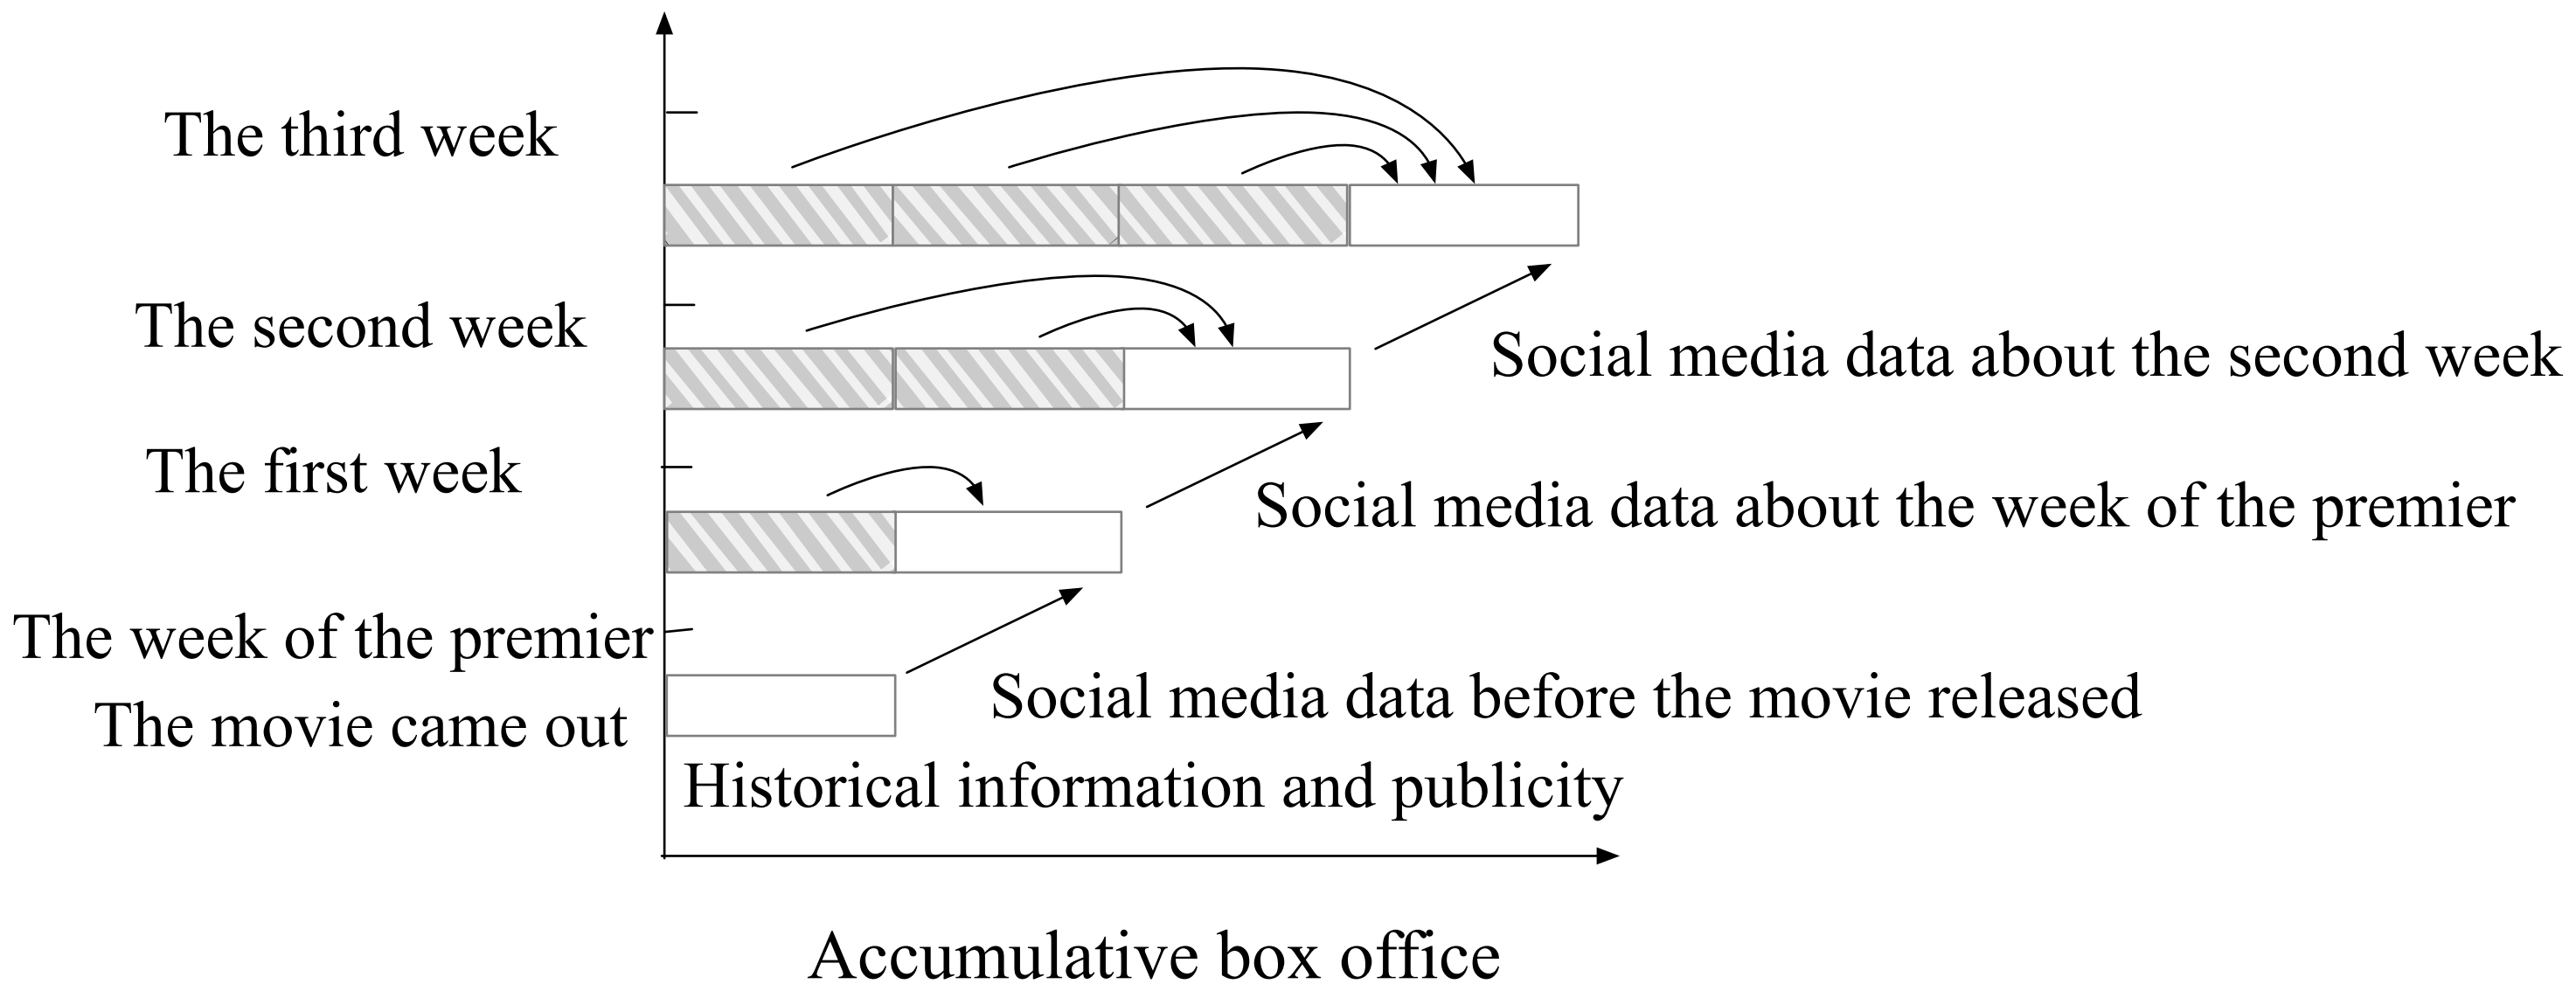 The third week
The second week
Social media data about the second week
The first week
Social media data about the week of the premier
The week of the premier
Social media data before the movie released
The movie came out
Historical information and publicity
Accumulative box office